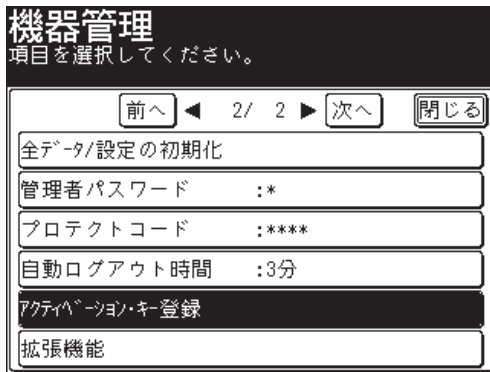 機器管理
項目を選択してください。
前へ ◀ 2/ 2 ▶ 次へ 閉じる
全ﾃﾞｰﾀ/設定の初期化
管理者パスワード :*
プロテクトコード :****
自動ログアウト時間 :3分
ｱｸﾃｨﾍﾞｰｼｮﾝ･ｷｰ登録
拡張機能